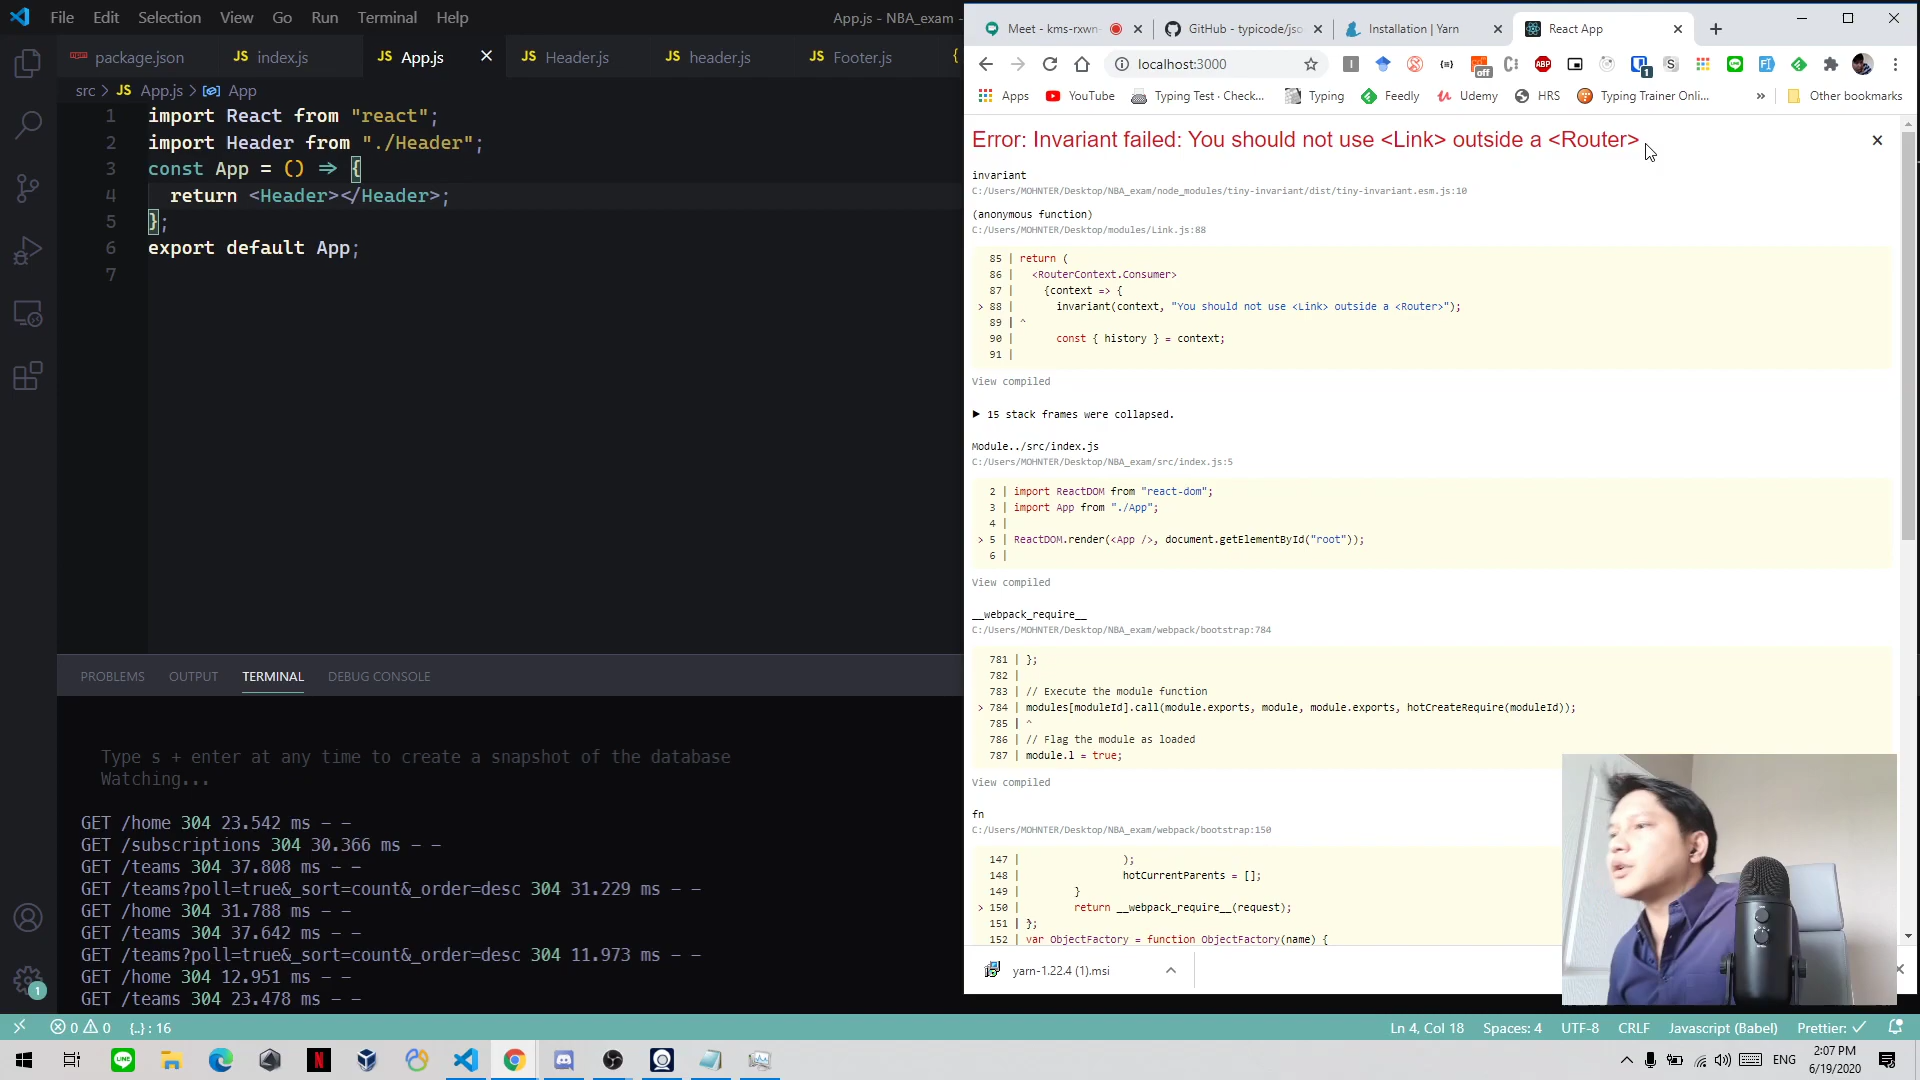 File Edit Selection View Go Run Terminal Help
App.js - NBA_exam -
package.json
JS index.js
JS App.js
JS Header.js
JS header.js
JS Footer.js
{
src > JS App.js > App
1 import React from "react";
2 import Header from "./Header";
3 const App = () ⇒ {
4 return <Header></Header>;
5 };
6 export default App;
7
PROBLEMS OUTPUT TERMINAL DEBUG CONSOLE
Type s + enter at any time to create a snapshot of the database
Watching...
GET /home 304 23.542 ms - -
GET /subscriptions 304 30.366 ms - -
GET /teams 304 37.808 ms - -
GET /teams?poll=true&_sort=count&_order=desc 304 31.229 ms - -
GET /home 304 31.788 ms - -
GET /teams 304 37.642 ms - -
GET /teams?poll=true&_sort=count&_order=desc 304 11.973 ms - -
GET /home 304 12.951 ms - -
GET /teams 304 23.478 ms - -
Meet - kms-rxwn-
GitHub - typicode/jso
Installation | Yarn
React App
localhost:3000
off
ABP
1
Apps YouTube Typing Test · Check... Typing Feedly Udemy HRS Typing Trainer Onli... » Other bookmarks
Error: Invariant failed: You should not use <Link> outside a <Router>
invariant
C:/Users/MOHNTER/Desktop/NBA_exam/node_modules/tiny-invariant/dist/tiny-invariant.esm.js:10
(anonymous function)
C:/Users/MOHNTER/Desktop/modules/Link.js:88
85 | return (
86 | <RouterContext.Consumer>
87 | {context => {
> 88 | invariant(context, "You should not use <Link> outside a <Router>");
89 | ^
90 | const { history } = context;
91 |
View compiled
▶ 15 stack frames were collapsed.
Module../src/index.js
C:/Users/MOHNTER/Desktop/NBA_exam/src/index.js:5
2 | import ReactDOM from "react-dom";
3 | import App from "./App";
4 |
> 5 | ReactDOM.render(<App />, document.getElementById("root"));
6 |
View compiled
__webpack_require__
C:/Users/MOHNTER/Desktop/NBA_exam/webpack/bootstrap:784
781 | };
782 |
783 | // Execute the module function
> 784 | modules[moduleId].call(module.exports, module, module.exports, hotCreateRequire(moduleId));
785 | ^
786 | // Flag the module as loaded
787 | module.l = true;
View compiled
fn
C:/Users/MOHNTER/Desktop/NBA_exam/webpack/bootstrap:150
147 | );
148 | hotCurrentParents = [];
149 | }
> 150 | return __webpack_require__(request);
151 | };
152 | var ObjectFactory = function ObjectFactory(name) {
yarn-1.22.4 (1).msi
1
0 0 {..} : 16
Ln 4, Col 18 Spaces: 4 UTF-8 CRLF Javascript (Babel) Prettier: ✓
LINE
N
ENG
2:07 PM
6/19/2020